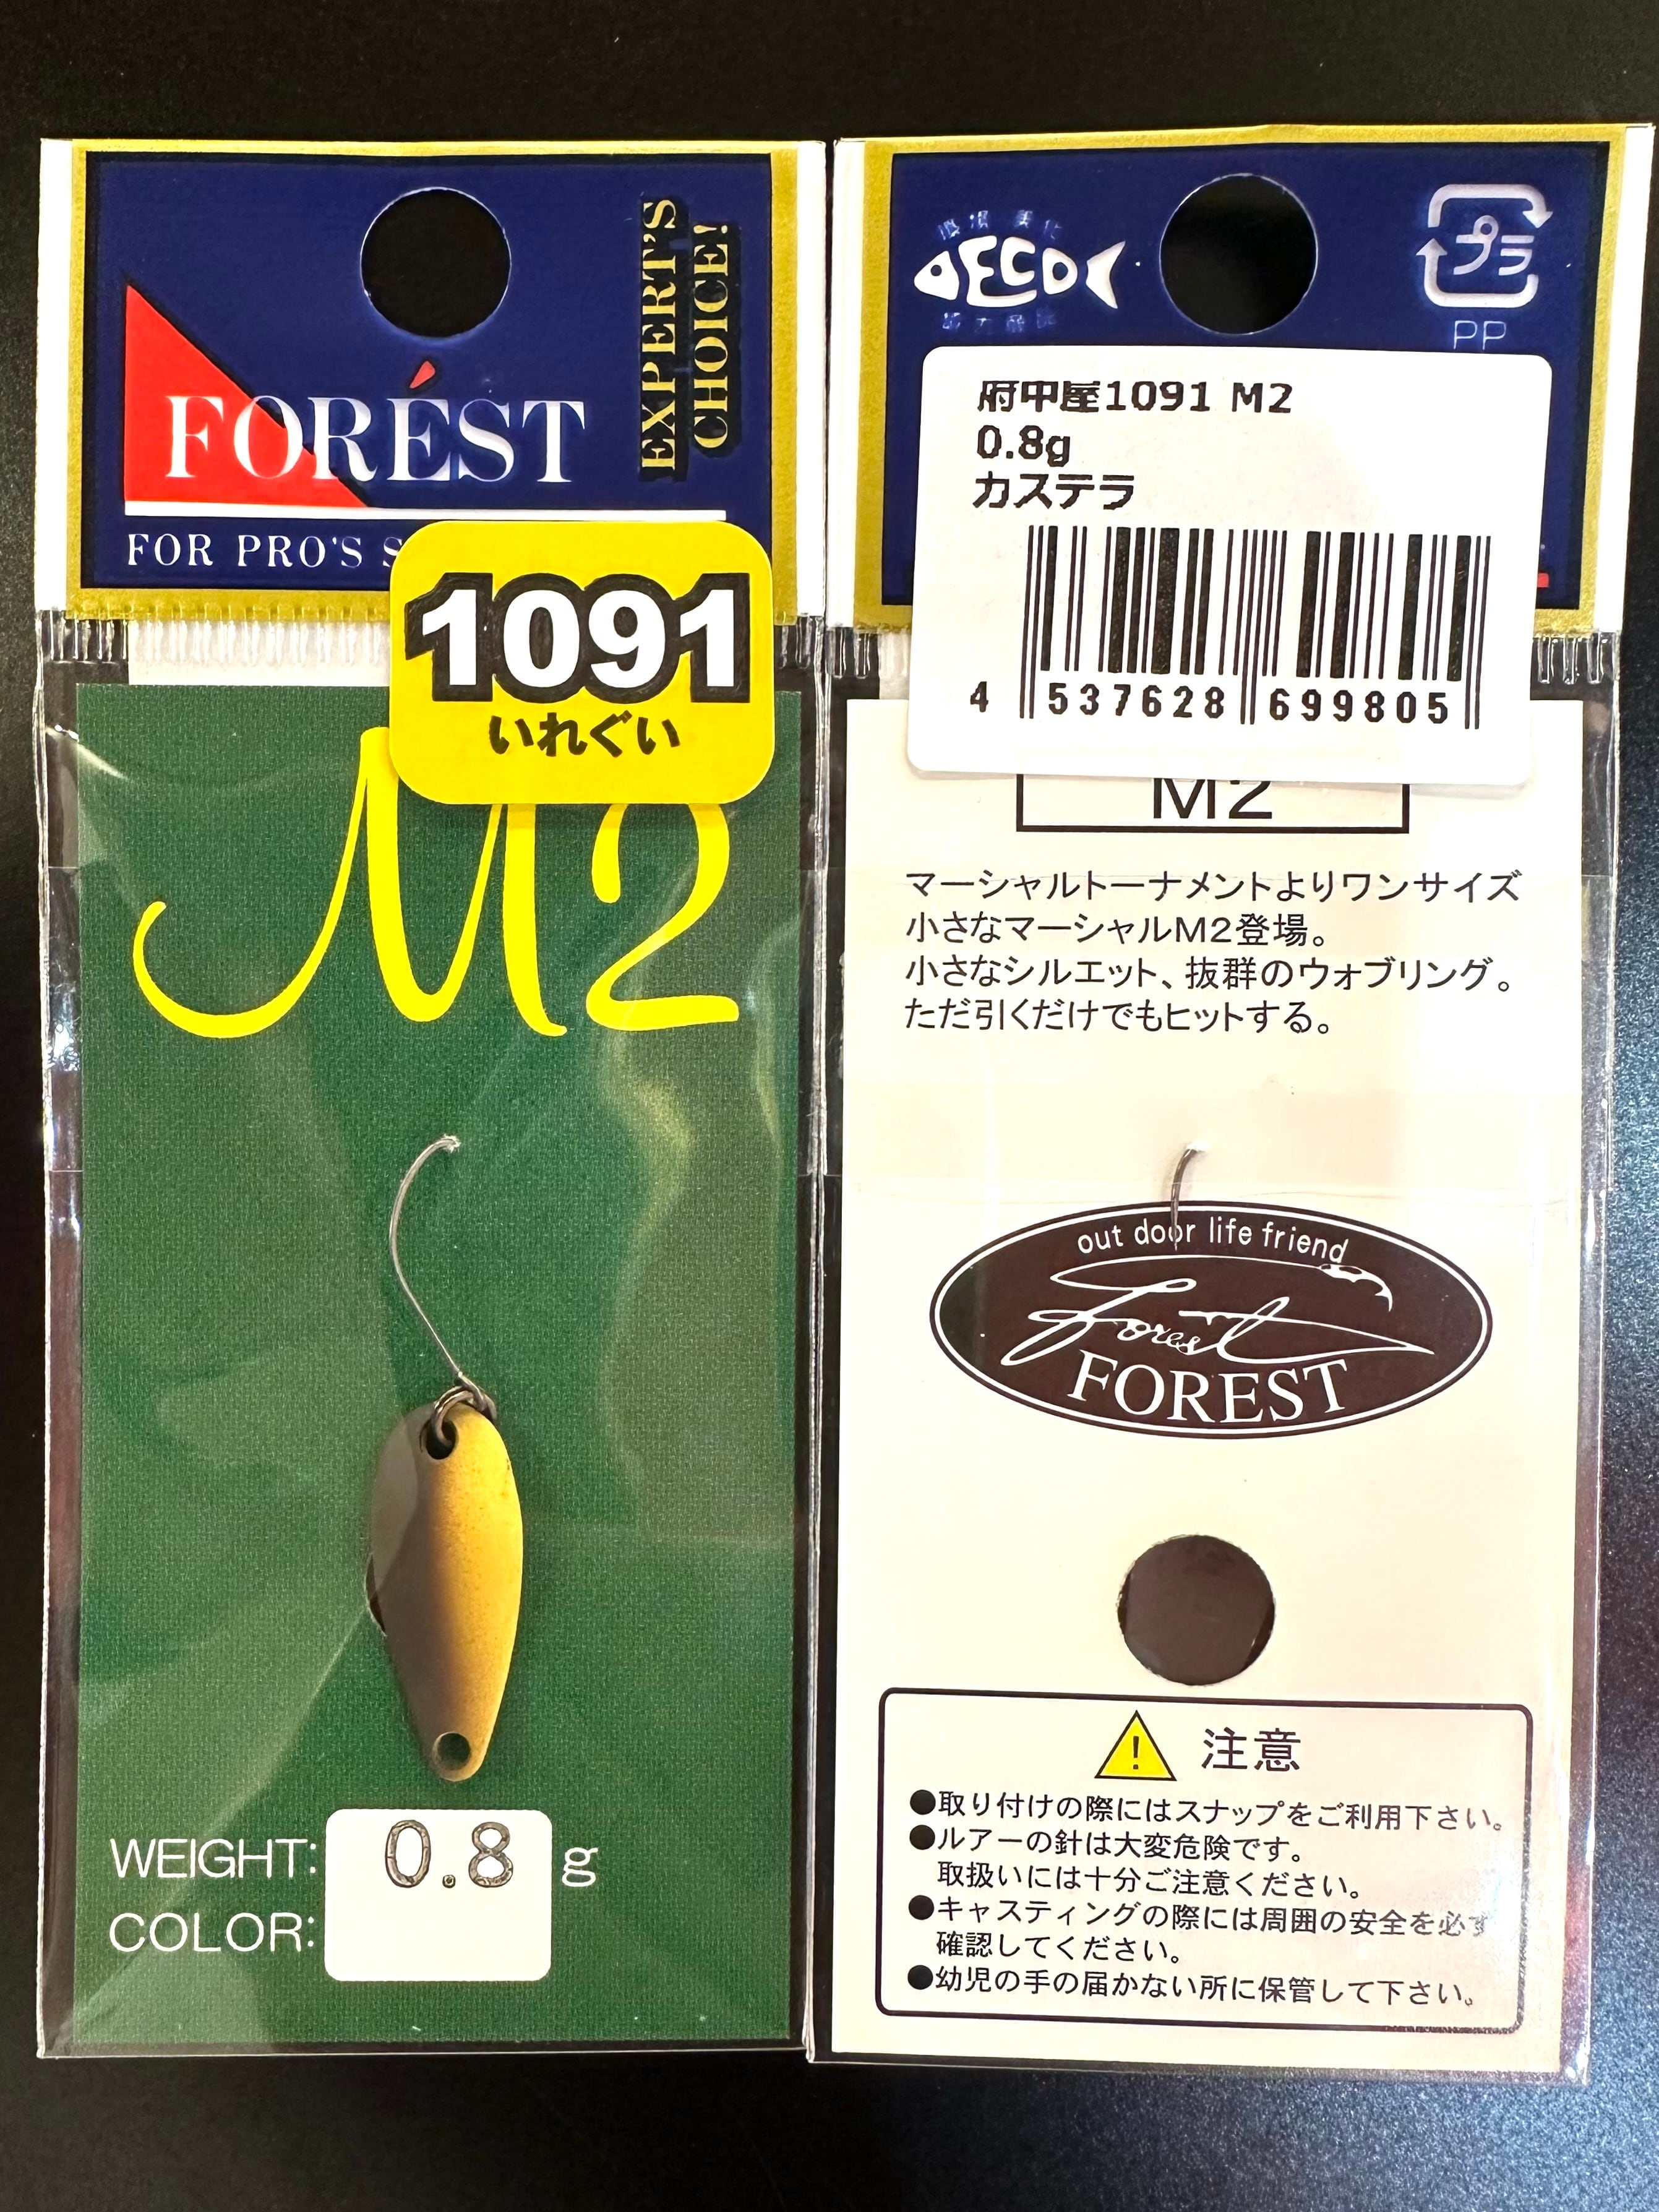 FORÉST
EXPERT'S
CHOICE!
FOR PRO'S S
1091
いれぐい
M2
WEIGHT: 0.8 g
COLOR:
ECO
プラ
PP
府中屋1091 M2
0.8g
カステラ
4 537628 699805
M2
マーシャルトーナメントよりワンサイズ
小さなマーシャルM2登場。
小さなシルエット、抜群のウォブリング。
ただ引くだけでもヒットする。
out door life friend
Forest
FOREST
注意
●取り付けの際にはスナップをご利用下さい。
●ルアーの針は大変危険です。
取扱いには十分ご注意ください。
●キャスティングの際には周囲の安全を必ず
確認してください。
●幼児の手の届かない所に保管して下さい。